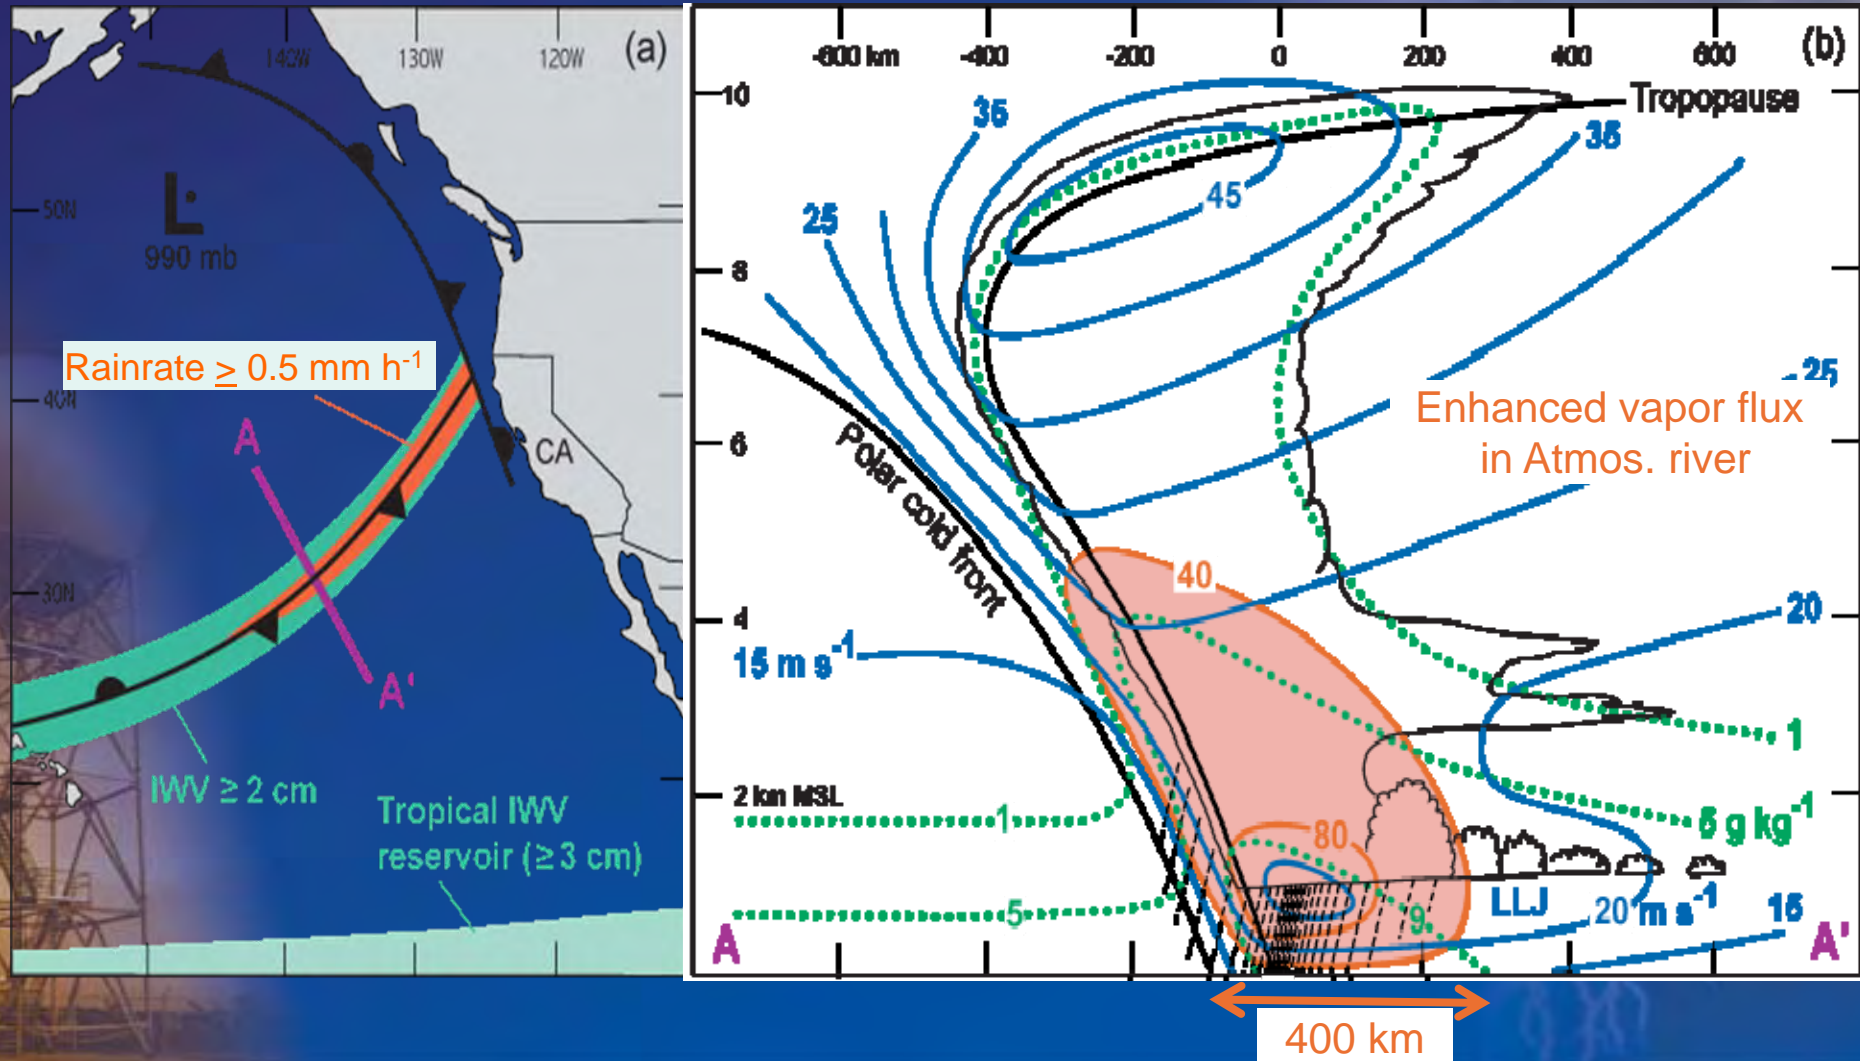 140W
130W
120W
(a)
50N
L
990 mb
Rainrate ≥ 0.5 mm h-1
40N
A
CA
30N
A'
IWV ≥ 2 cm
Tropical IWV
reservoir (≥ 3 cm)
-600 km
-400
-200
0
200
400
600
(b)
10
Tropopause
35
35
45
25
8
25
Enhanced vapor flux
in Atmos. river
6
Polar cold front
40
4
20
15 m s-1
1
2 km MSL
1
5 g kg-1
80
5
LLJ
9
20 m s-1
15
A
A'
400 km